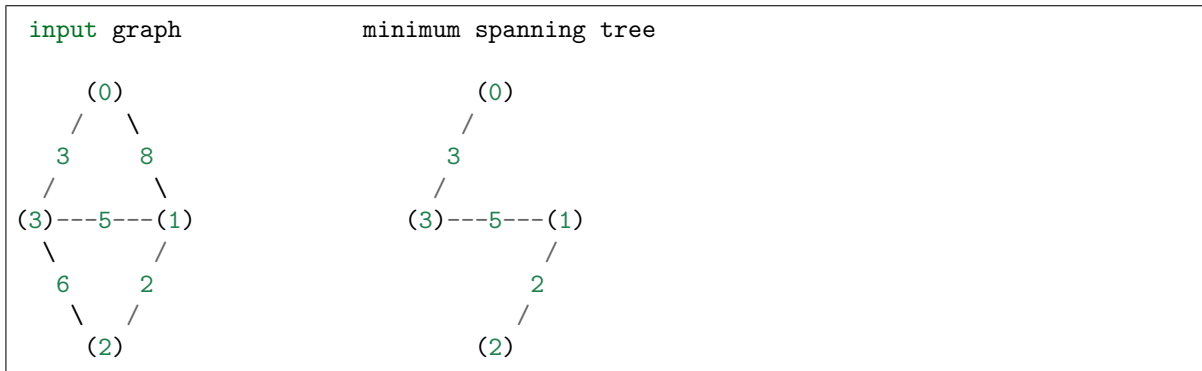 input graph             minimum spanning tree
     (0)                         (0)
    /  \                        /
   3    8                      3
  /      \                    /
(3)---5---(1)               (3)---5---(1)
  \      /                            /
   6    2                            2
    \  /                            /
     (2)                         (2)